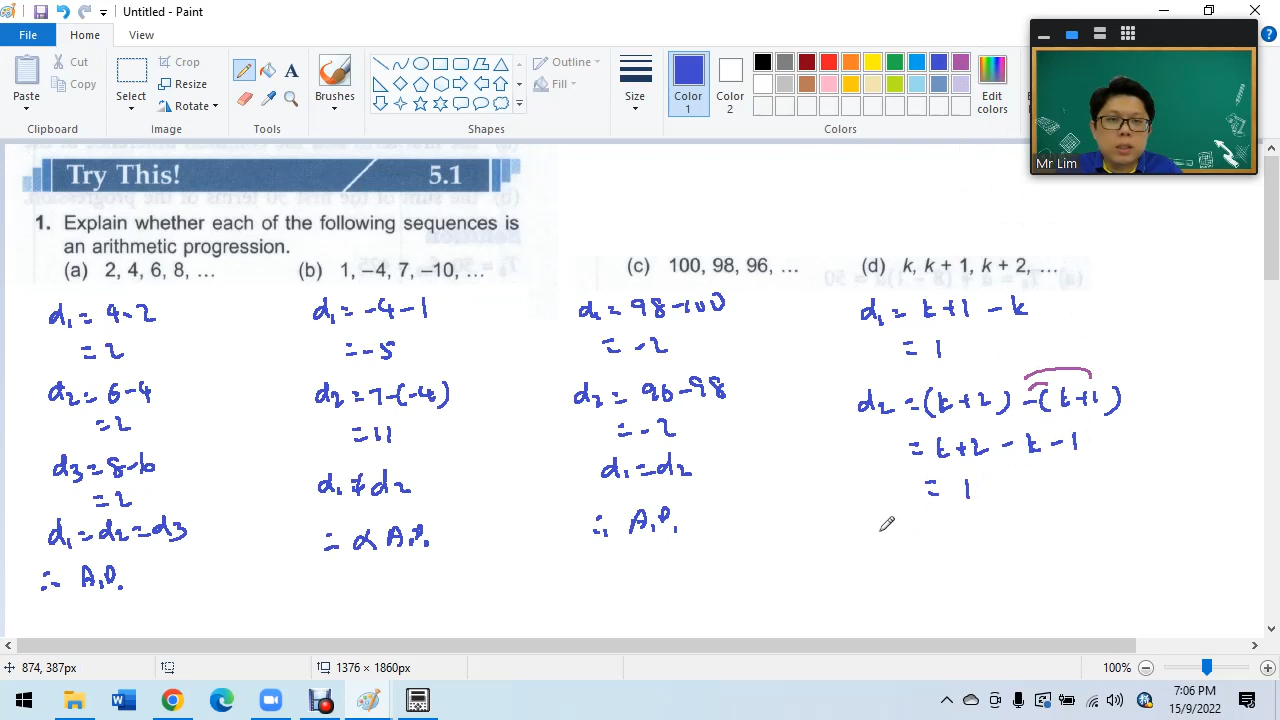 Untitled - Paint
File
Home
View
Paste
Cut
Copy
Clipboard
Select
Crop
Resize
Rotate
Image
Tools
Brushes
Outline
Fill
Shapes
Size
Color 1
Color 2
Edit colors
Colors
Mr Lim
Try This! 5.1
1. Explain whether each of the following sequences is
an arithmetic progression.
(a) 2, 4, 6, 8, …
(b) 1, –4, 7, –10, …
(c) 100, 98, 96, …
(d) k, k + 1, k + 2, …
d₁ = 4-2
= 2
d₂ = 6-4
= 2
d₃ = 8-6
= 2
d₁ = d₂ = d₃
∴ A.P.
d₁ = -4-1
= -5
d₂ = 7-(-4)
= 11
d₁ ≠ d₂
= α A.P.
d₁ = 98-100
= -2
d₂ = 96-98
= -2
d₁ = d₂
∴ A.P.
d₁ = k+1 - k
= 1
d₂ = (k+2) - (k+1)
= k+2 - k - 1
= 1
874, 387px
1376 × 1860px
100%
7:06 PM
15/9/2022